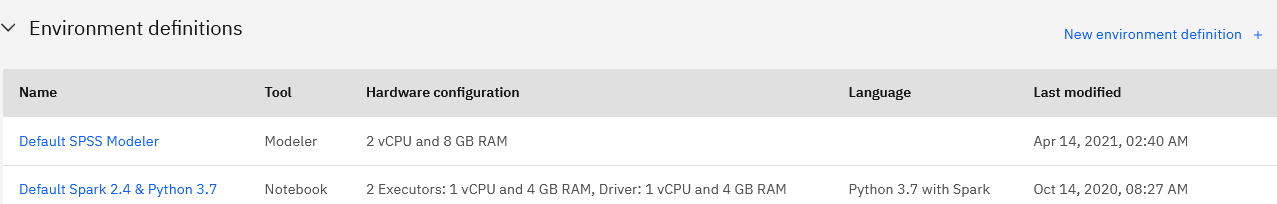 Environment definitions
New environment definition +
Name Tool Hardware configuration Language Last modified
Default SPSS Modeler Modeler 2 vCPU and 8 GB RAM Apr 14, 2021, 02:40 AM
Default Spark 2.4 & Python 3.7 Notebook 2 Executors: 1 vCPU and 4 GB RAM, Driver: 1 vCPU and 4 GB RAM Python 3.7 with Spark Oct 14, 2020, 08:27 AM